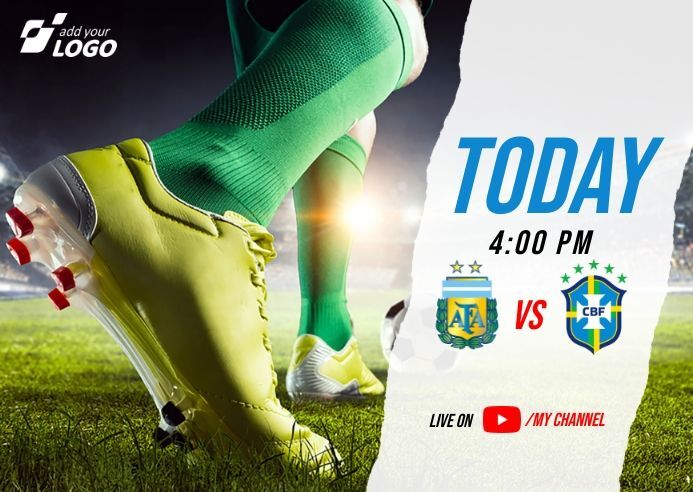 add your
LOGO
TODAY
4:00 PM
AFA VS CBF
LIVE ON /MY CHANNEL